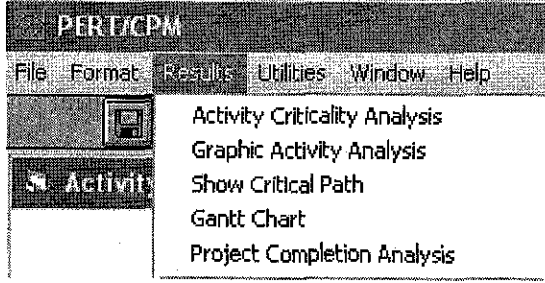 PERT/CPM
File Format Results Utilities Window Help
Activity Criticality Analysis
Graphic Activity Analysis
Activit
Show Critical Path
Gantt Chart
Project Completion Analysis